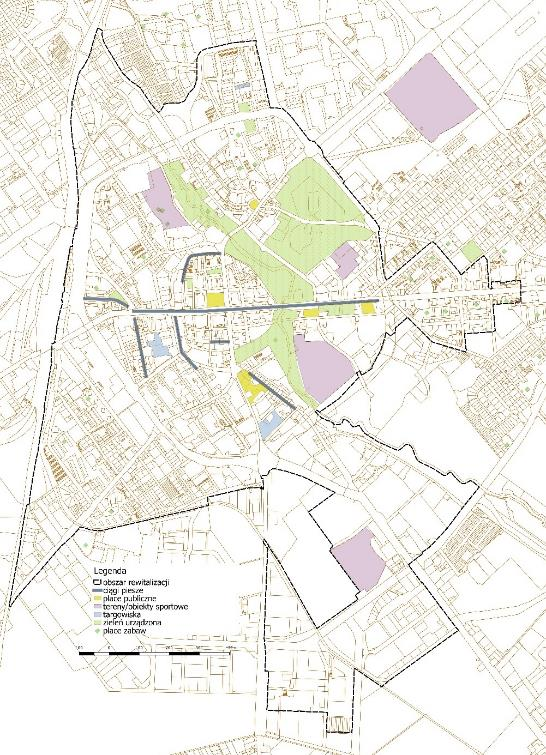 Legenda
obszar rewitalizacji
ciągi piesze
place publiczne
tereny/obiekty sportowe
targowiska
zieleń urządzona
place zabaw